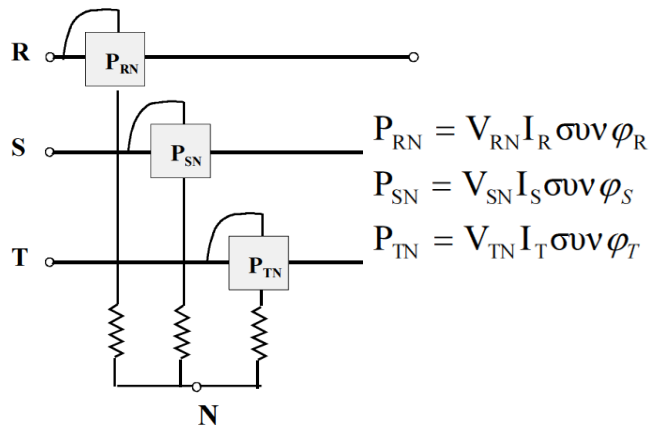 R
P_RN
S
P_SN
P_RN = V_RN I_R συν φ_R
P_SN = V_SN I_S συν φ_S
P_TN = V_TN I_T συν φ_T
T
P_TN
N